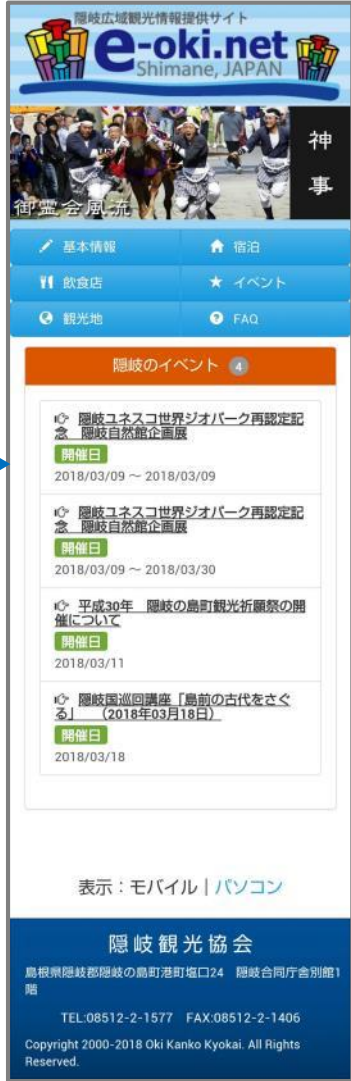 隠岐広域観光情報提供サイト
e-oki.net
Shimane, JAPAN
神
事
御霊会風流
基本情報
宿泊
飲食店
イベント
観光地
FAQ
隠岐のイベント 4
隠岐ユネスコ世界ジオパーク再認定記
念　隠岐自然館企画展
開催日
2018/03/09 ～ 2018/03/09
隠岐ユネスコ世界ジオパーク再認定記
念　隠岐自然館企画展
開催日
2018/03/09 ～ 2018/03/30
平成30年　隠岐の島町観光祈願祭の開
催について
開催日
2018/03/11
隠岐国巡回講座「島前の古代をさぐ
る」　（2018年03月18日）
開催日
2018/03/18
表示：モバイル | パソコン
隠岐観光協会
島根県隠岐郡隠岐の島町港町塩口24　隠岐合同庁舎別館1
階
TEL:08512-2-1577　FAX:08512-2-1406
Copyright 2000-2018 Oki Kanko Kyokai. All Rights
Reserved.